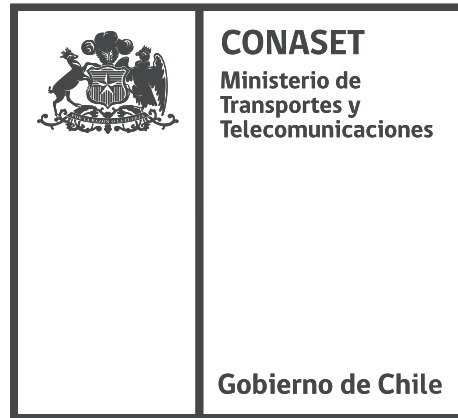 CONASET
Ministerio de
Transportes y
Telecomunicaciones
Gobierno de Chile